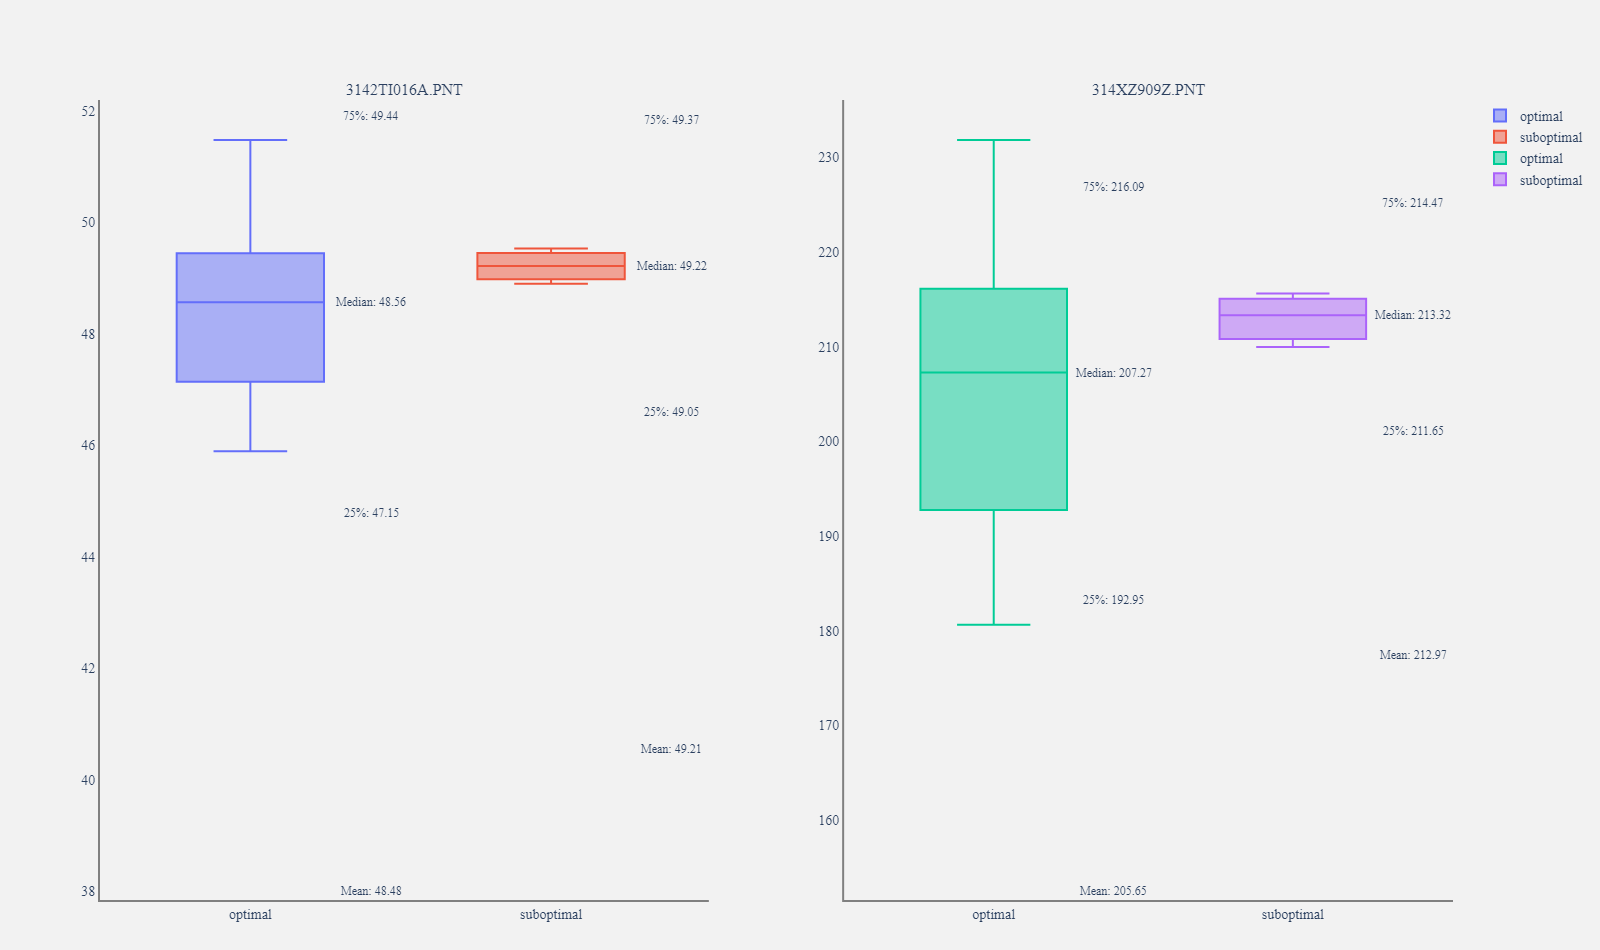 3142TI016A.PNT
52
50
48
46
44
42
40
38
75%: 49.44
75%: 49.37
Median: 49.22
Median: 48.56
25%: 49.05
25%: 47.15
Mean: 49.21
Mean: 48.48
optimal
suboptimal
314XZ909Z.PNT
230
220
210
200
190
180
170
160
75%: 216.09
75%: 214.47
Median: 213.32
Median: 207.27
25%: 211.65
25%: 192.95
Mean: 212.97
Mean: 205.65
optimal
suboptimal
optimal
suboptimal
optimal
suboptimal